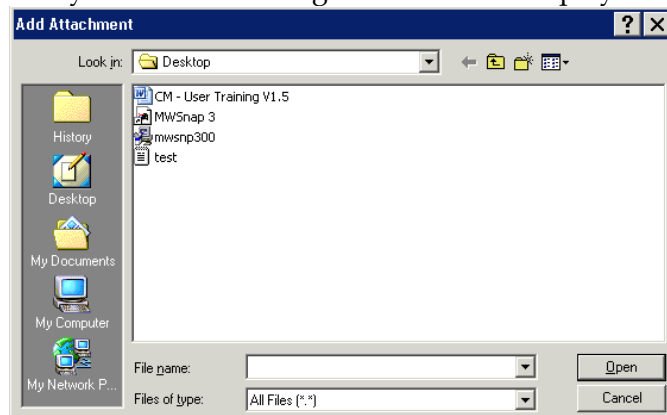 Add Attachment
Look in:
Desktop
History
Desktop
My Documents
My Computer
My Network P...
CM - User Training V1.5
MWSnap 3
mwsnp300
test
File name:
Open
Files of type:
All Files (*.*)
Cancel